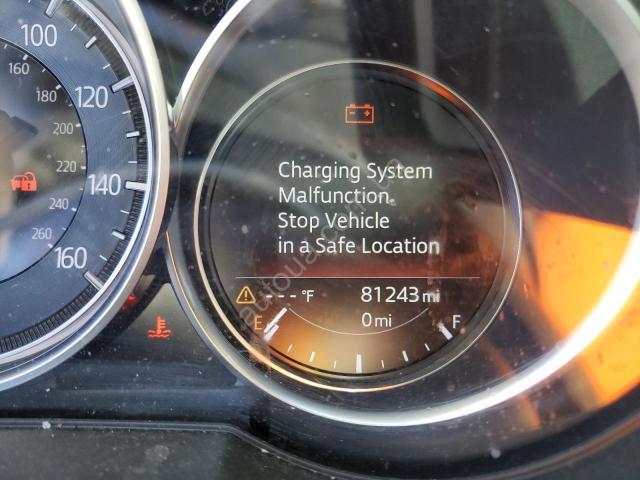 100
120
140
160
160
180
200
220
240
260
Charging System
Malfunction.
Stop Vehicle
in a Safe Location
--- °F 81243 mi
0 mi
E F